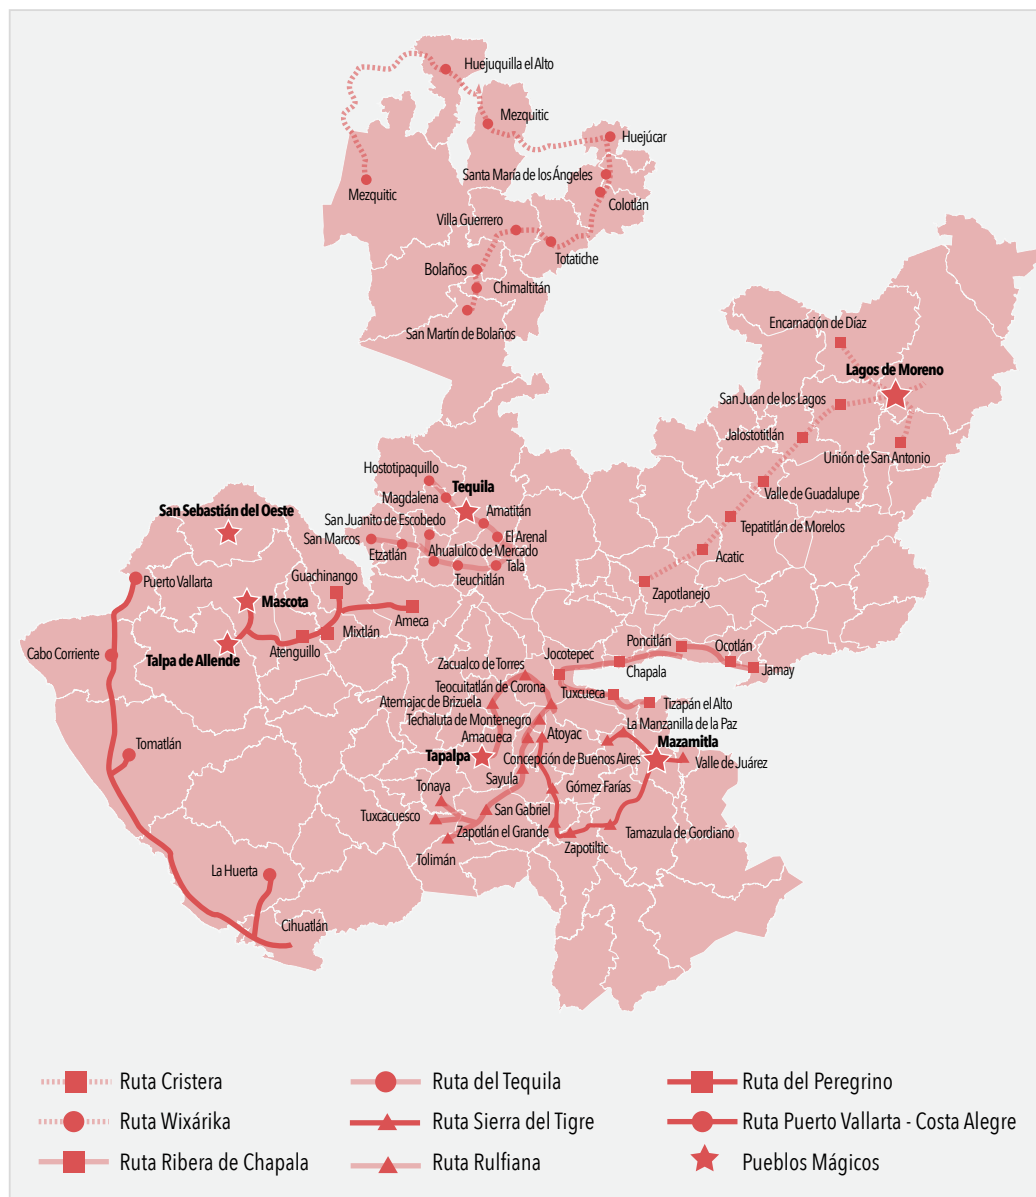 Huejuquilla el Alto
Mezquitic
Huejúcar
Santa María de los Ángeles
Mezquitic
Colotlán
Villa Guerrero
Totatiche
Bolaños
Chimaltitán
San Martín de Bolaños
Encarnación de Díaz
Lagos de Moreno
San Juan de los Lagos
Jalostotitlán
Unión de San Antonio
Hostotipaquillo
Tequila
Magdalena
Valle de Guadalupe
San Sebastián del Oeste
San Juanito de Escobedo
Amatitán
Tepatitlán de Morelos
San Marcos
El Arenal
Etzatlán
Ahualulco de Mercado
Acatic
Tala
Puerto Vallarta
Guachinango
Teuchitlán
Zapotlanejo
Mascota
Ameca
Mixtlán
Atenguillo
Poncitlán
Ocotlán
Cabo Corriente
Talpa de Allende
Zacualco de Torres
Jocotepec
Chapala
Jamay
Teocuitatlán de Corona
Tuxcueca
Atemajac de Brizuela
Tizapán el Alto
Techaluta de Montenegro
La Manzanilla de la Paz
Amacueca
Atoyac
Mazamitla
Tomatlán
Tapalpa
Concepción de Buenos Aires
Valle de Juárez
Sayula
Tonaya
Gómez Farías
San Gabriel
Tuxcacuesco
Zapotlán el Grande
Tamazula de Gordiano
Zapotiltic
Tolimán
La Huerta
Cihuatlán
Ruta Cristera
Ruta del Tequila
Ruta del Peregrino
Ruta Wixárika
Ruta Sierra del Tigre
Ruta Puerto Vallarta - Costa Alegre
Ruta Ribera de Chapala
Ruta Rulfiana
Pueblos Mágicos